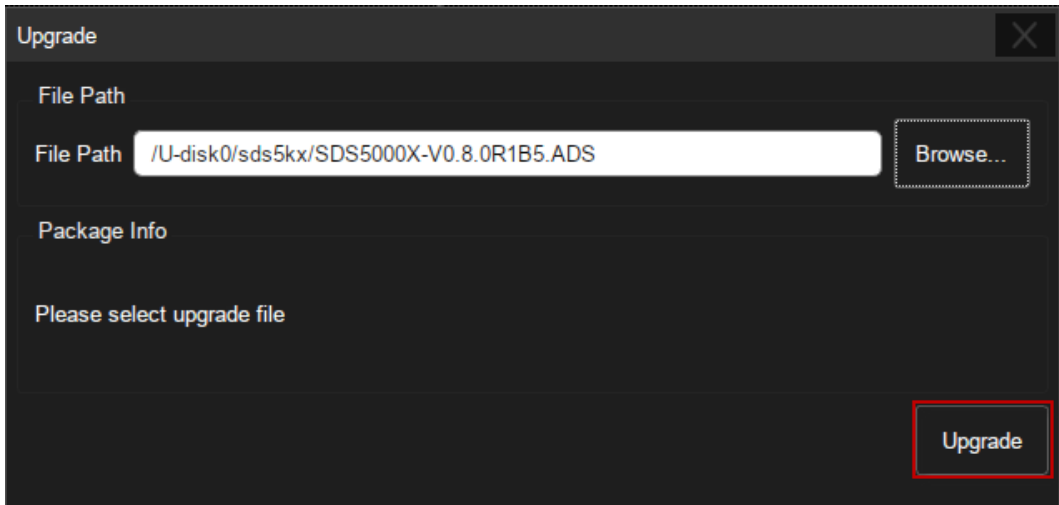 Upgrade
File Path
File Path /U-disk0/sds5kx/SDS5000X-V0.8.0R1B5.ADS Browse...
Package Info
Please select upgrade file
Upgrade